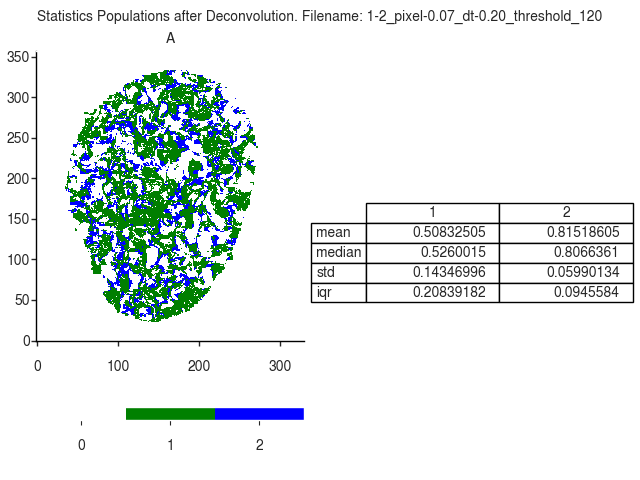 Statistics Populations after Deconvolution. Filename: 1-2_pixel-0.07_dt-0.20_threshold_120
A
350
300
250
200
150
100
50
0
0 100 200 300
1 2
mean 0.50832505 0.81518605
median 0.5260015 0.8066361
std 0.14346996 0.05990134
iqr 0.20839182 0.0945584
0 1 2